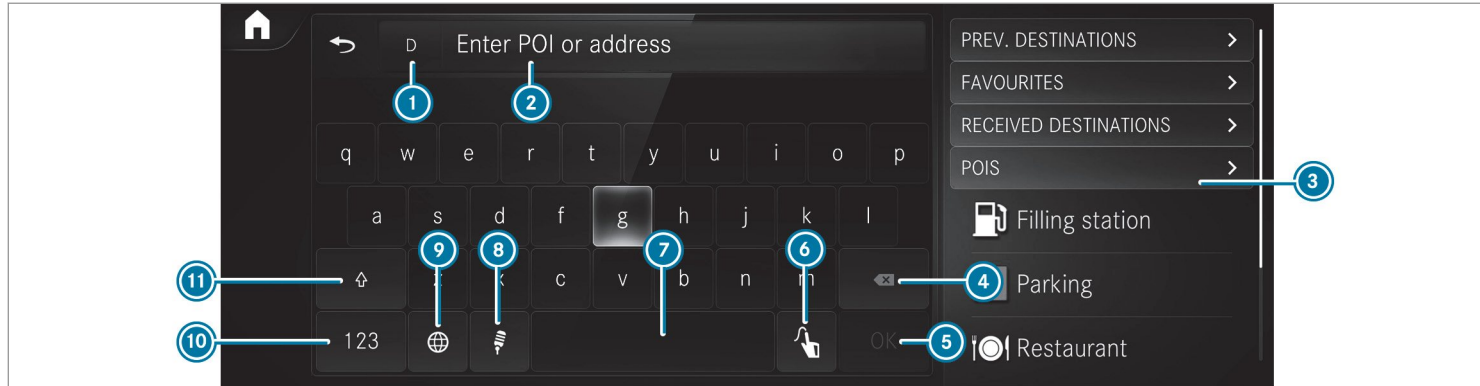 D Enter POI or address
1 2
q w e r t y u i o p
a s d f g h j k l
9 8 7 6
11 c v b n m 4
10 123 OK 5
PREV. DESTINATIONS
FAVOURITES
RECEIVED DESTINATIONS
POIS
3
Filling station
Parking
Restaurant